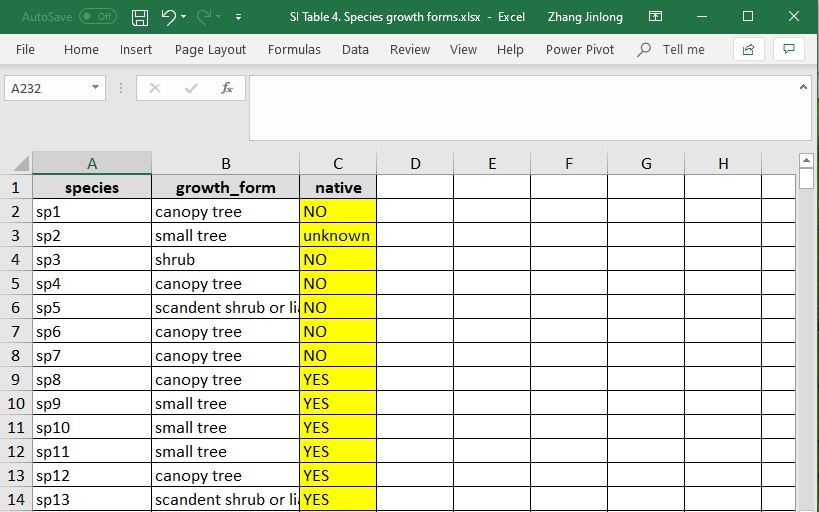 AutoSave Off SI Table 4. Species growth forms.xlsx - Excel Zhang Jinlong
File Home Insert Page Layout Formulas Data Review View Help Power Pivot Tell me
A232 fx
A B C D E F G H
1 species growth_form native
2 sp1 canopy tree NO
3 sp2 small tree unknown
4 sp3 shrub NO
5 sp4 canopy tree NO
6 sp5 scandent shrub or lia NO
7 sp6 canopy tree NO
8 sp7 canopy tree NO
9 sp8 canopy tree YES
10 sp9 small tree YES
11 sp10 small tree YES
12 sp11 small tree YES
13 sp12 canopy tree YES
14 sp13 scandent shrub or lia YES